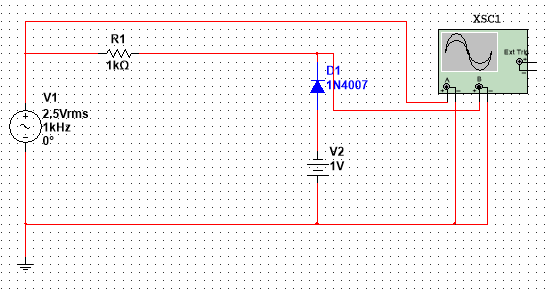 XSC1
Ext Trig
+
-
A
B
+
-
+
-
R1
1kΩ
D1
1N4007
V1
2.5Vrms
1kHz
0°
V2
1V